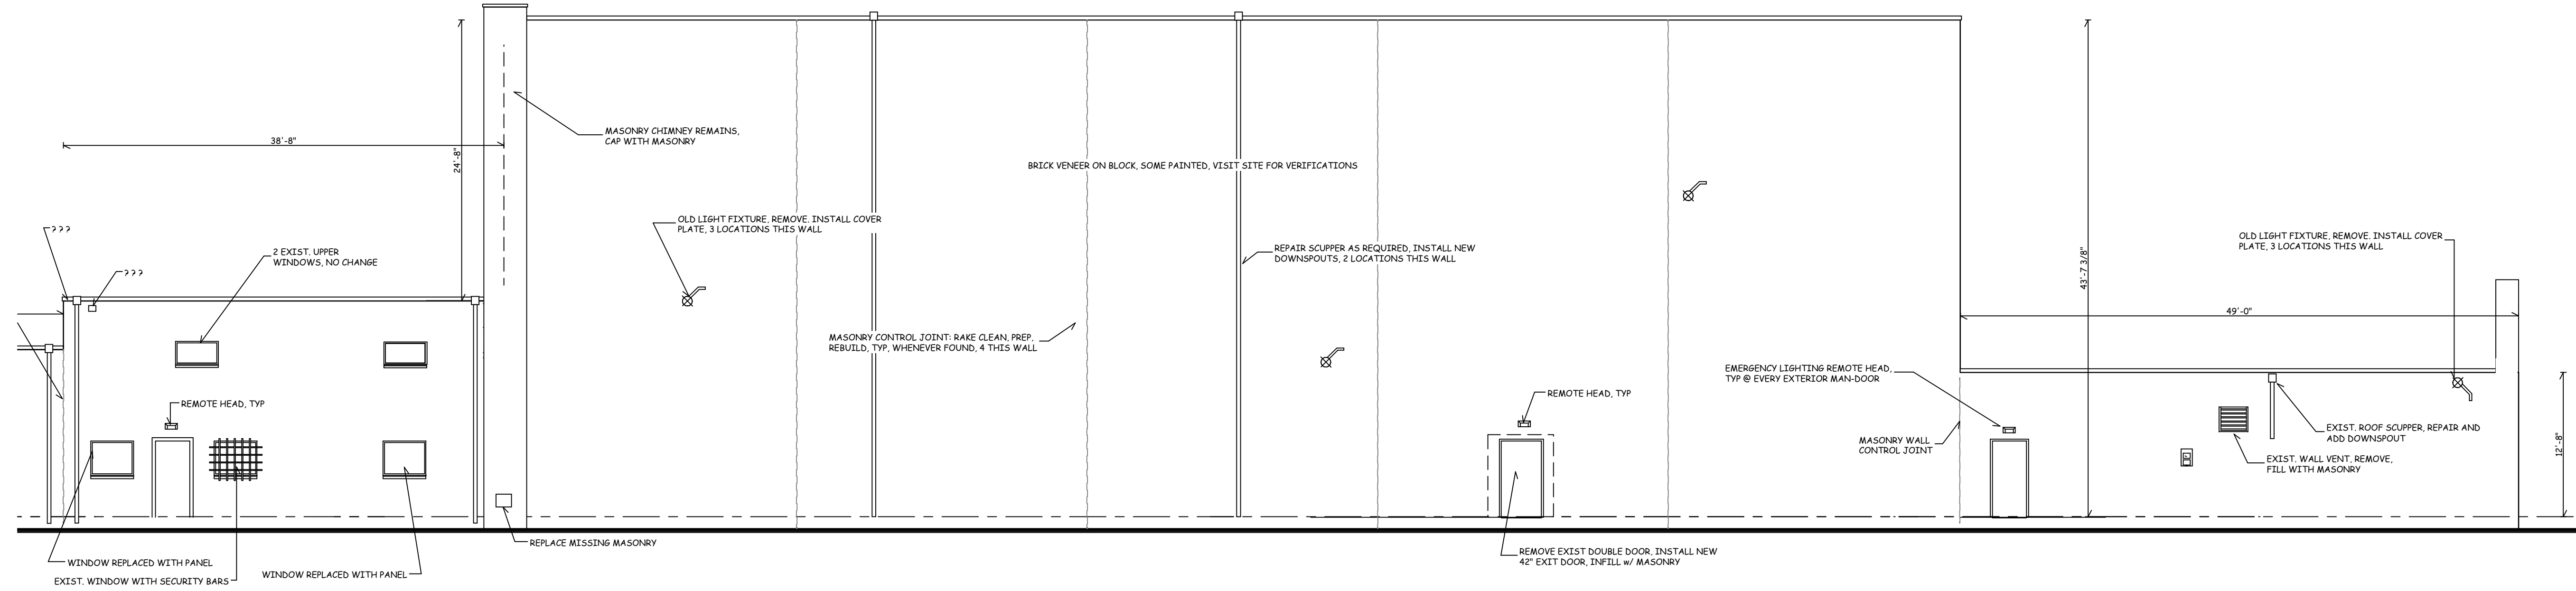 MASONRY CHIMNEY REMAINS,
CAP WITH MASONRY
38'-8"
24'-8"
BRICK VENEER ON BLOCK, SOME PAINTED, VISIT SITE FOR VERIFICATIONS
OLD LIGHT FIXTURE, REMOVE. INSTALL COVER
PLATE, 3 LOCATIONS THIS WALL
? ? ?
2 EXIST. UPPER
WINDOWS, NO CHANGE
? ? ?
REPAIR SCUPPER AS REQUIRED, INSTALL NEW
DOWNSPOUTS, 2 LOCATIONS THIS WALL
43'-7 3/8"
OLD LIGHT FIXTURE, REMOVE. INSTALL COVER
PLATE, 3 LOCATIONS THIS WALL
49'-0"
MASONRY CONTROL JOINT: RAKE CLEAN, PREP,
REBUILD, TYP, WHENEVER FOUND, 4 THIS WALL
EMERGENCY LIGHTING REMOTE HEAD,
TYP @ EVERY EXTERIOR MAN-DOOR
REMOTE HEAD, TYP
REMOTE HEAD, TYP
MASONRY WALL
CONTROL JOINT
EXIST. ROOF SCUPPER, REPAIR AND
ADD DOWNSPOUT
12'-8"
EXIST. WALL VENT, REMOVE,
FILL WITH MASONRY
REPLACE MISSING MASONRY
REMOVE EXIST DOUBLE DOOR, INSTALL NEW
42" EXIT DOOR, INFILL w/ MASONRY
WINDOW REPLACED WITH PANEL
WINDOW REPLACED WITH PANEL
EXIST. WINDOW WITH SECURITY BARS